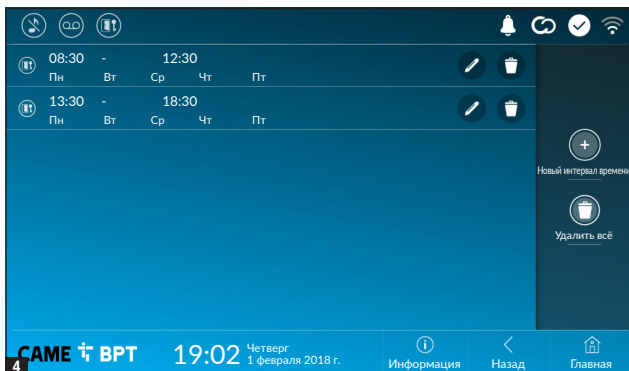 08:30 - 12:30
Пн Вт Ср Чт Пт
13:30 - 18:30
Пн Вт Ср Чт Пт
Новый интервал времени
Удалить всё
CAME BPT
19:02
Четверг
1 февраля 2018 г.
Информация
Назад
Главная
4